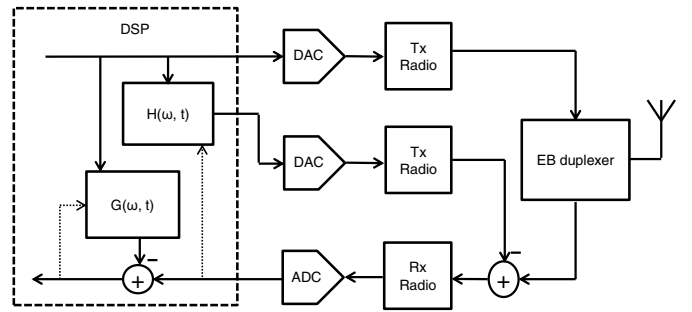 DSP
DAC
Tx
Radio
H(ω, t)
DAC
Tx
Radio
EB duplexer
G(ω, t)
−
−
+
ADC
Rx
Radio
+